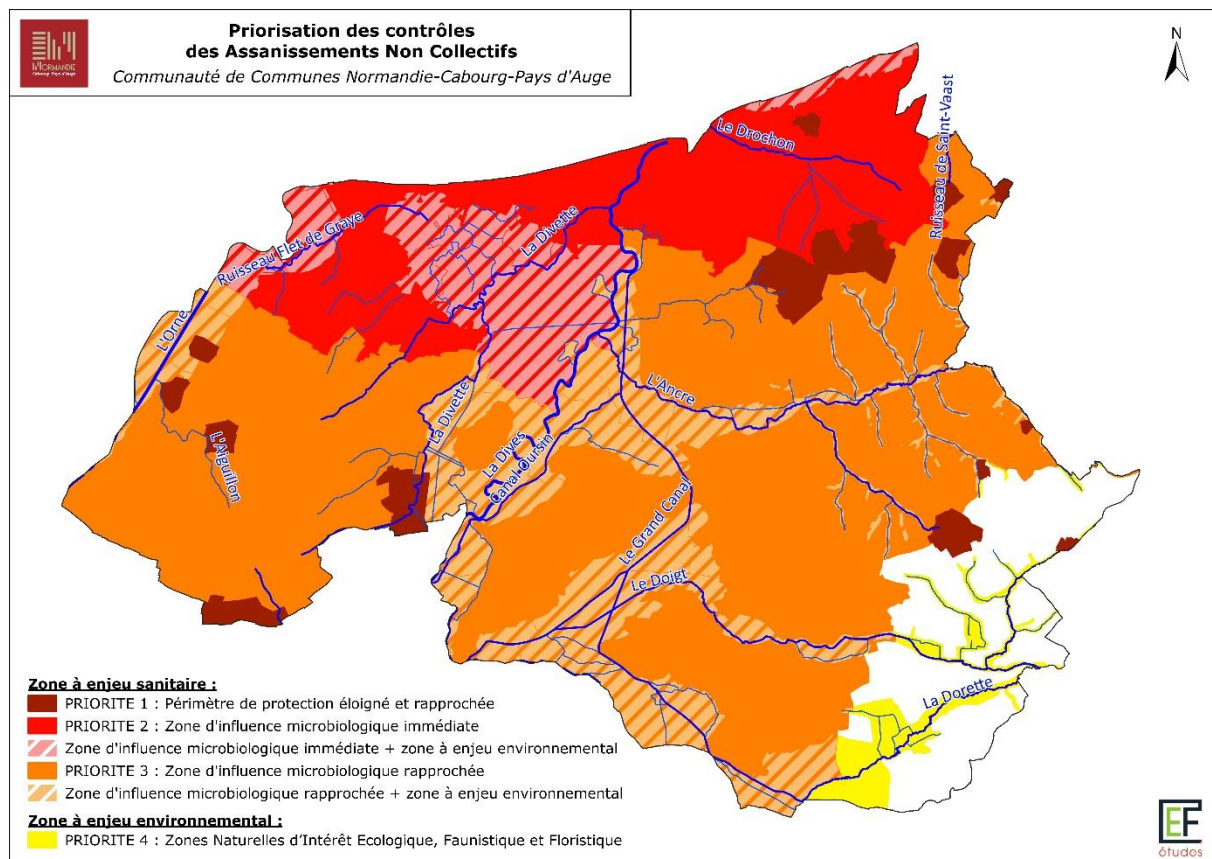 Priorisation des contrôles
des Assanissements Non Collectifs
Communauté de Communes Normandie-Cabourg-Pays d'Auge
NORMANDIE
Cabourg-Pays d'Auge
N
Le Drochon
Ruisseau de Saint-Vaast
Ruisseau Flet de Graye
La Divette
L'Orne
L'Ancre
La Divette
La Dives
Canal Oursin
L'Aiguillon
Le Grand Canal
Le Doigt
La Dorette
Zone à enjeu sanitaire :
PRIORITE 1 : Périmètre de protection éloigné et rapprochée
PRIORITE 2 : Zone d'influence microbiologique immédiate
Zone d'influence microbiologique immédiate + zone à enjeu environnemental
PRIORITE 3 : Zone d'influence microbiologique rapprochée
Zone d'influence microbiologique rapprochée + zone à enjeu environnemental
Zone à enjeu environnemental :
PRIORITE 4 : Zones Naturelles d'Intérêt Ecologique, Faunistique et Floristique
EF
études